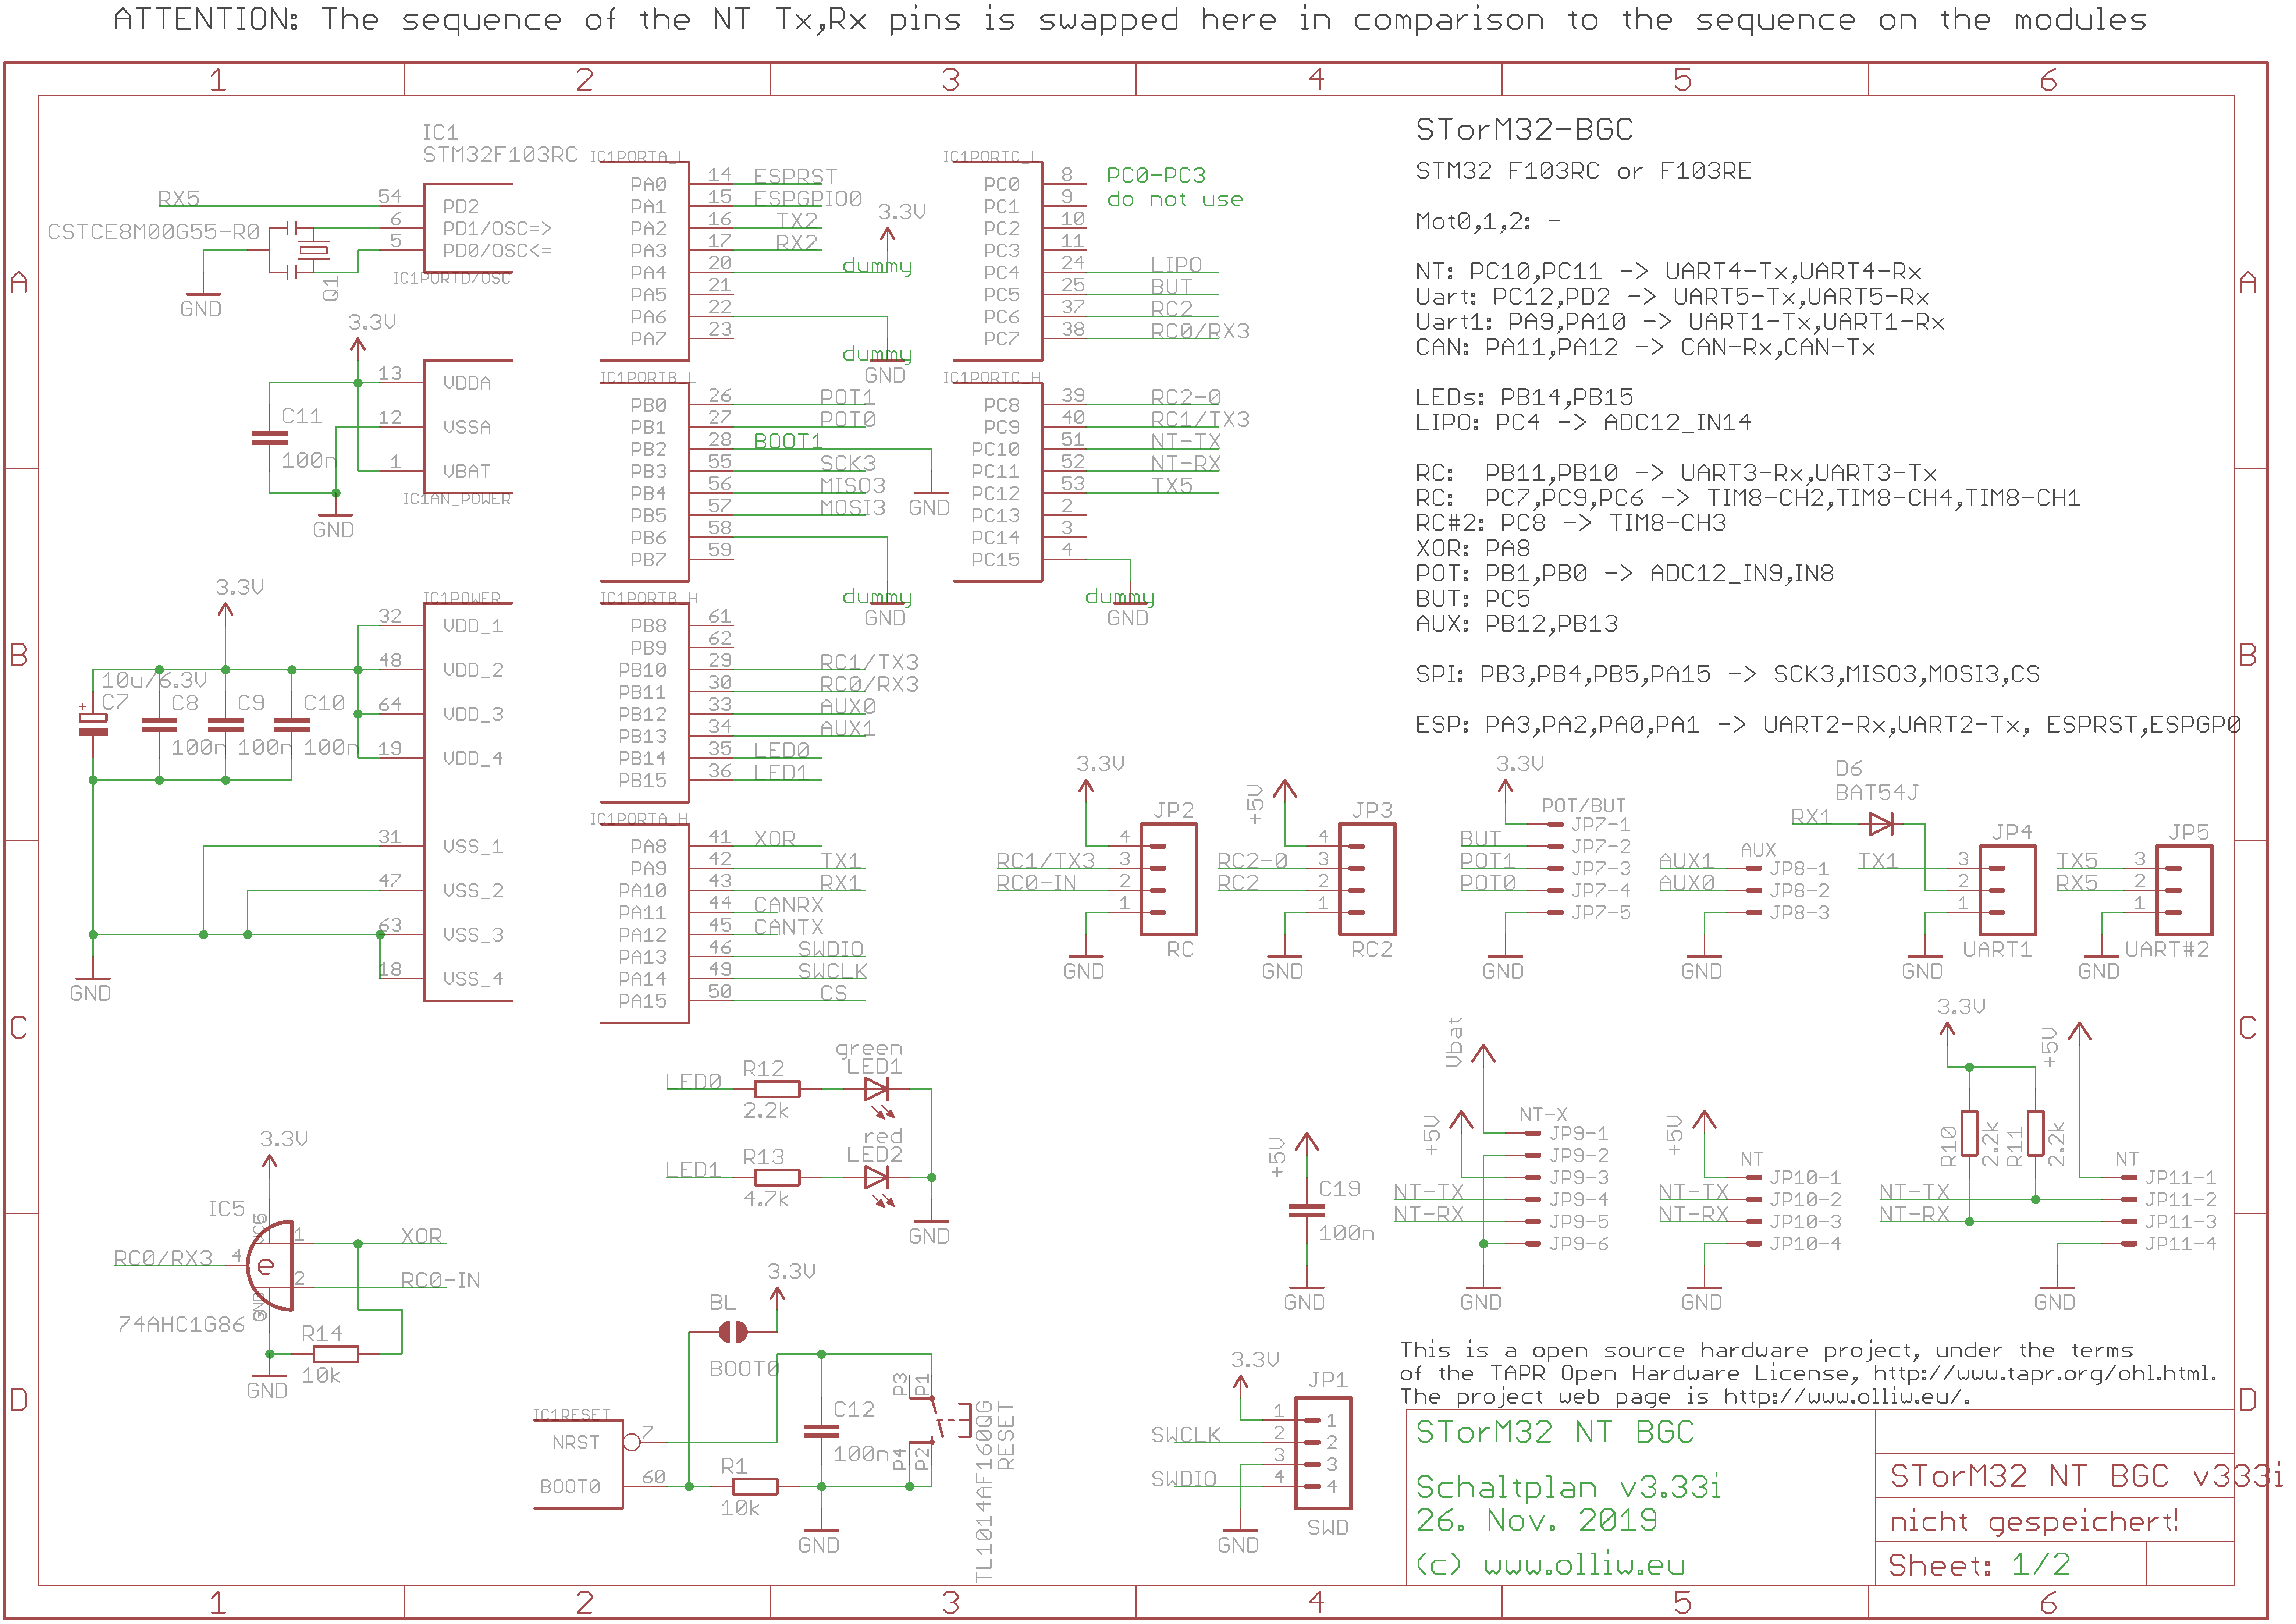 ATTENTION: The sequence of the NT Tx,Rx pins is swapped here in comparison to the sequence on the modules
1 2 3 4 5 6
A
B
C
D
IC1
STM32F103RC
RX5
54 PD2
6 PD1/OSC=>
5 PD0/OSC<=
IC1PORTD/OSC
CSTCE8M00G55-R0
Q1
GND
3.3V
13 VDDA
12 VSSA
1 VBAT
IC1AN_POWER
C11
100n
GND
3.3V
IC1POWER
32 VDD_1
48 VDD_2
64 VDD_3
19 VDD_4
31 VSS_1
47 VSS_2
63 VSS_3
18 VSS_4
10u/6.3V
+
C7 C8 C9 C10
100n 100n 100n
GND
IC1PORTA_L
PA0 14 ESPRST
PA1 15 ESPGPIO0
PA2 16 TX2
PA3 17 RX2
PA4 20
PA5 21
PA6 22
PA7 23
3.3V
dummy
dummy
GND
IC1PORTB_L
PB0 26 POT1
PB1 27 POT0
PB2 28 BOOT1
PB3 55 SCK3
PB4 56 MISO3
PB5 57 MOSI3
PB6 58
PB7 59
GND
dummy
GND
IC1PORTB_H
PB8 61
PB9 62
PB10 29 RC1/TX3
PB11 30 RC0/RX3
PB12 33 AUX0
PB13 34 AUX1
PB14 35 LED0
PB15 36 LED1
IC1PORTA_H
PA8 41 XOR
PA9 42 TX1
PA10 43 RX1
PA11 44 CANRX
PA12 45 CANTX
PA13 46 SWDIO
PA14 49 SWCLK
PA15 50 CS
IC1PORTC_L
PC0 8
PC1 9
PC2 10
PC3 11
PC4 24 LIPO
PC5 25 BUT
PC6 37 RC2
PC7 38 RC0/RX3
PC0-PC3
do not use
IC1PORTC_H
PC8 39 RC2-0
PC9 40 RC1/TX3
PC10 51 NT-TX
PC11 52 NT-RX
PC12 53 TX5
PC13 2
PC14 3
PC15 4
dummy
GND
STorM32-BGC
STM32 F103RC or F103RE
Mot0,1,2: -
NT: PC10,PC11 -> UART4-Tx,UART4-Rx
Uart: PC12,PD2 -> UART5-Tx,UART5-Rx
Uart1: PA9,PA10 -> UART1-Tx,UART1-Rx
CAN: PA11,PA12 -> CAN-Rx,CAN-Tx
LEDs: PB14,PB15
LIPO: PC4 -> ADC12_IN14
RC: PB11,PB10 -> UART3-Rx,UART3-Tx
RC: PC7,PC9,PC6 -> TIM8-CH2,TIM8-CH4,TIM8-CH1
RC#2: PC8 -> TIM8-CH3
XOR: PA8
POT: PB1,PB0 -> ADC12_IN9,IN8
BUT: PC5
AUX: PB12,PB13
SPI: PB3,PB4,PB5,PA15 -> SCK3,MISO3,MOSI3,CS
ESP: PA3,PA2,PA0,PA1 -> UART2-Rx,UART2-Tx, ESPRST,ESPGP0
3.3V
JP2
4
RC1/TX3 3
RC0-IN 2
1
GND
RC
+5V
JP3
4
RC2-0 3
RC2 2
1
GND
RC2
3.3V
POT/BUT
JP7-1
BUT JP7-2
POT1 JP7-3
POT0 JP7-4
JP7-5
GND
AUX
AUX1 JP8-1
AUX0 JP8-2
JP8-3
GND
D6
BAT54J
RX1
JP4
TX1 3
2
1
GND
UART1
JP5
TX5 3
RX5 2
1
GND
UART#2
green
LED0 R12 LED1
2.2k
red
LED1 R13 LED2
4.7k
GND
+5V
C19
100n
GND
Vbat
+5V
NT-X
JP9-1
JP9-2
JP9-3
NT-TX JP9-4
NT-RX JP9-5
JP9-6
GND
+5V
NT
JP10-1
NT-TX JP10-2
NT-RX JP10-3
JP10-4
GND
3.3V
+5V
R10 2.2k
R11 2.2k
NT
JP11-1
NT-TX JP11-2
NT-RX JP11-3
JP11-4
GND
3.3V
IC5
1 XOR
RC0/RX3 4
2 RC0-IN
74AHC1G86
R14
10k
GND
3.3V
BL
BOOT0
IC1RESET
NRST 7
BOOT0 60
R1
10k
C12
100n
P3 P1
P4 P2
TL1014AF160QG
RESET
GND
3.3V
JP1
1 1
SWCLK 2 2
3 3
SWDIO 4 4
GND
SWD
This is a open source hardware project, under the terms
of the TAPR Open Hardware License, http://www.tapr.org/ohl.html.
The project web page is http://www.olliw.eu/.
STorM32 NT BGC
Schaltplan v3.33i
26. Nov. 2019
(c) www.olliw.eu
STorM32 NT BGC v333i
nicht gespeichert!
Sheet: 1/2
A
B
C
D
1 2 3 4 5 6